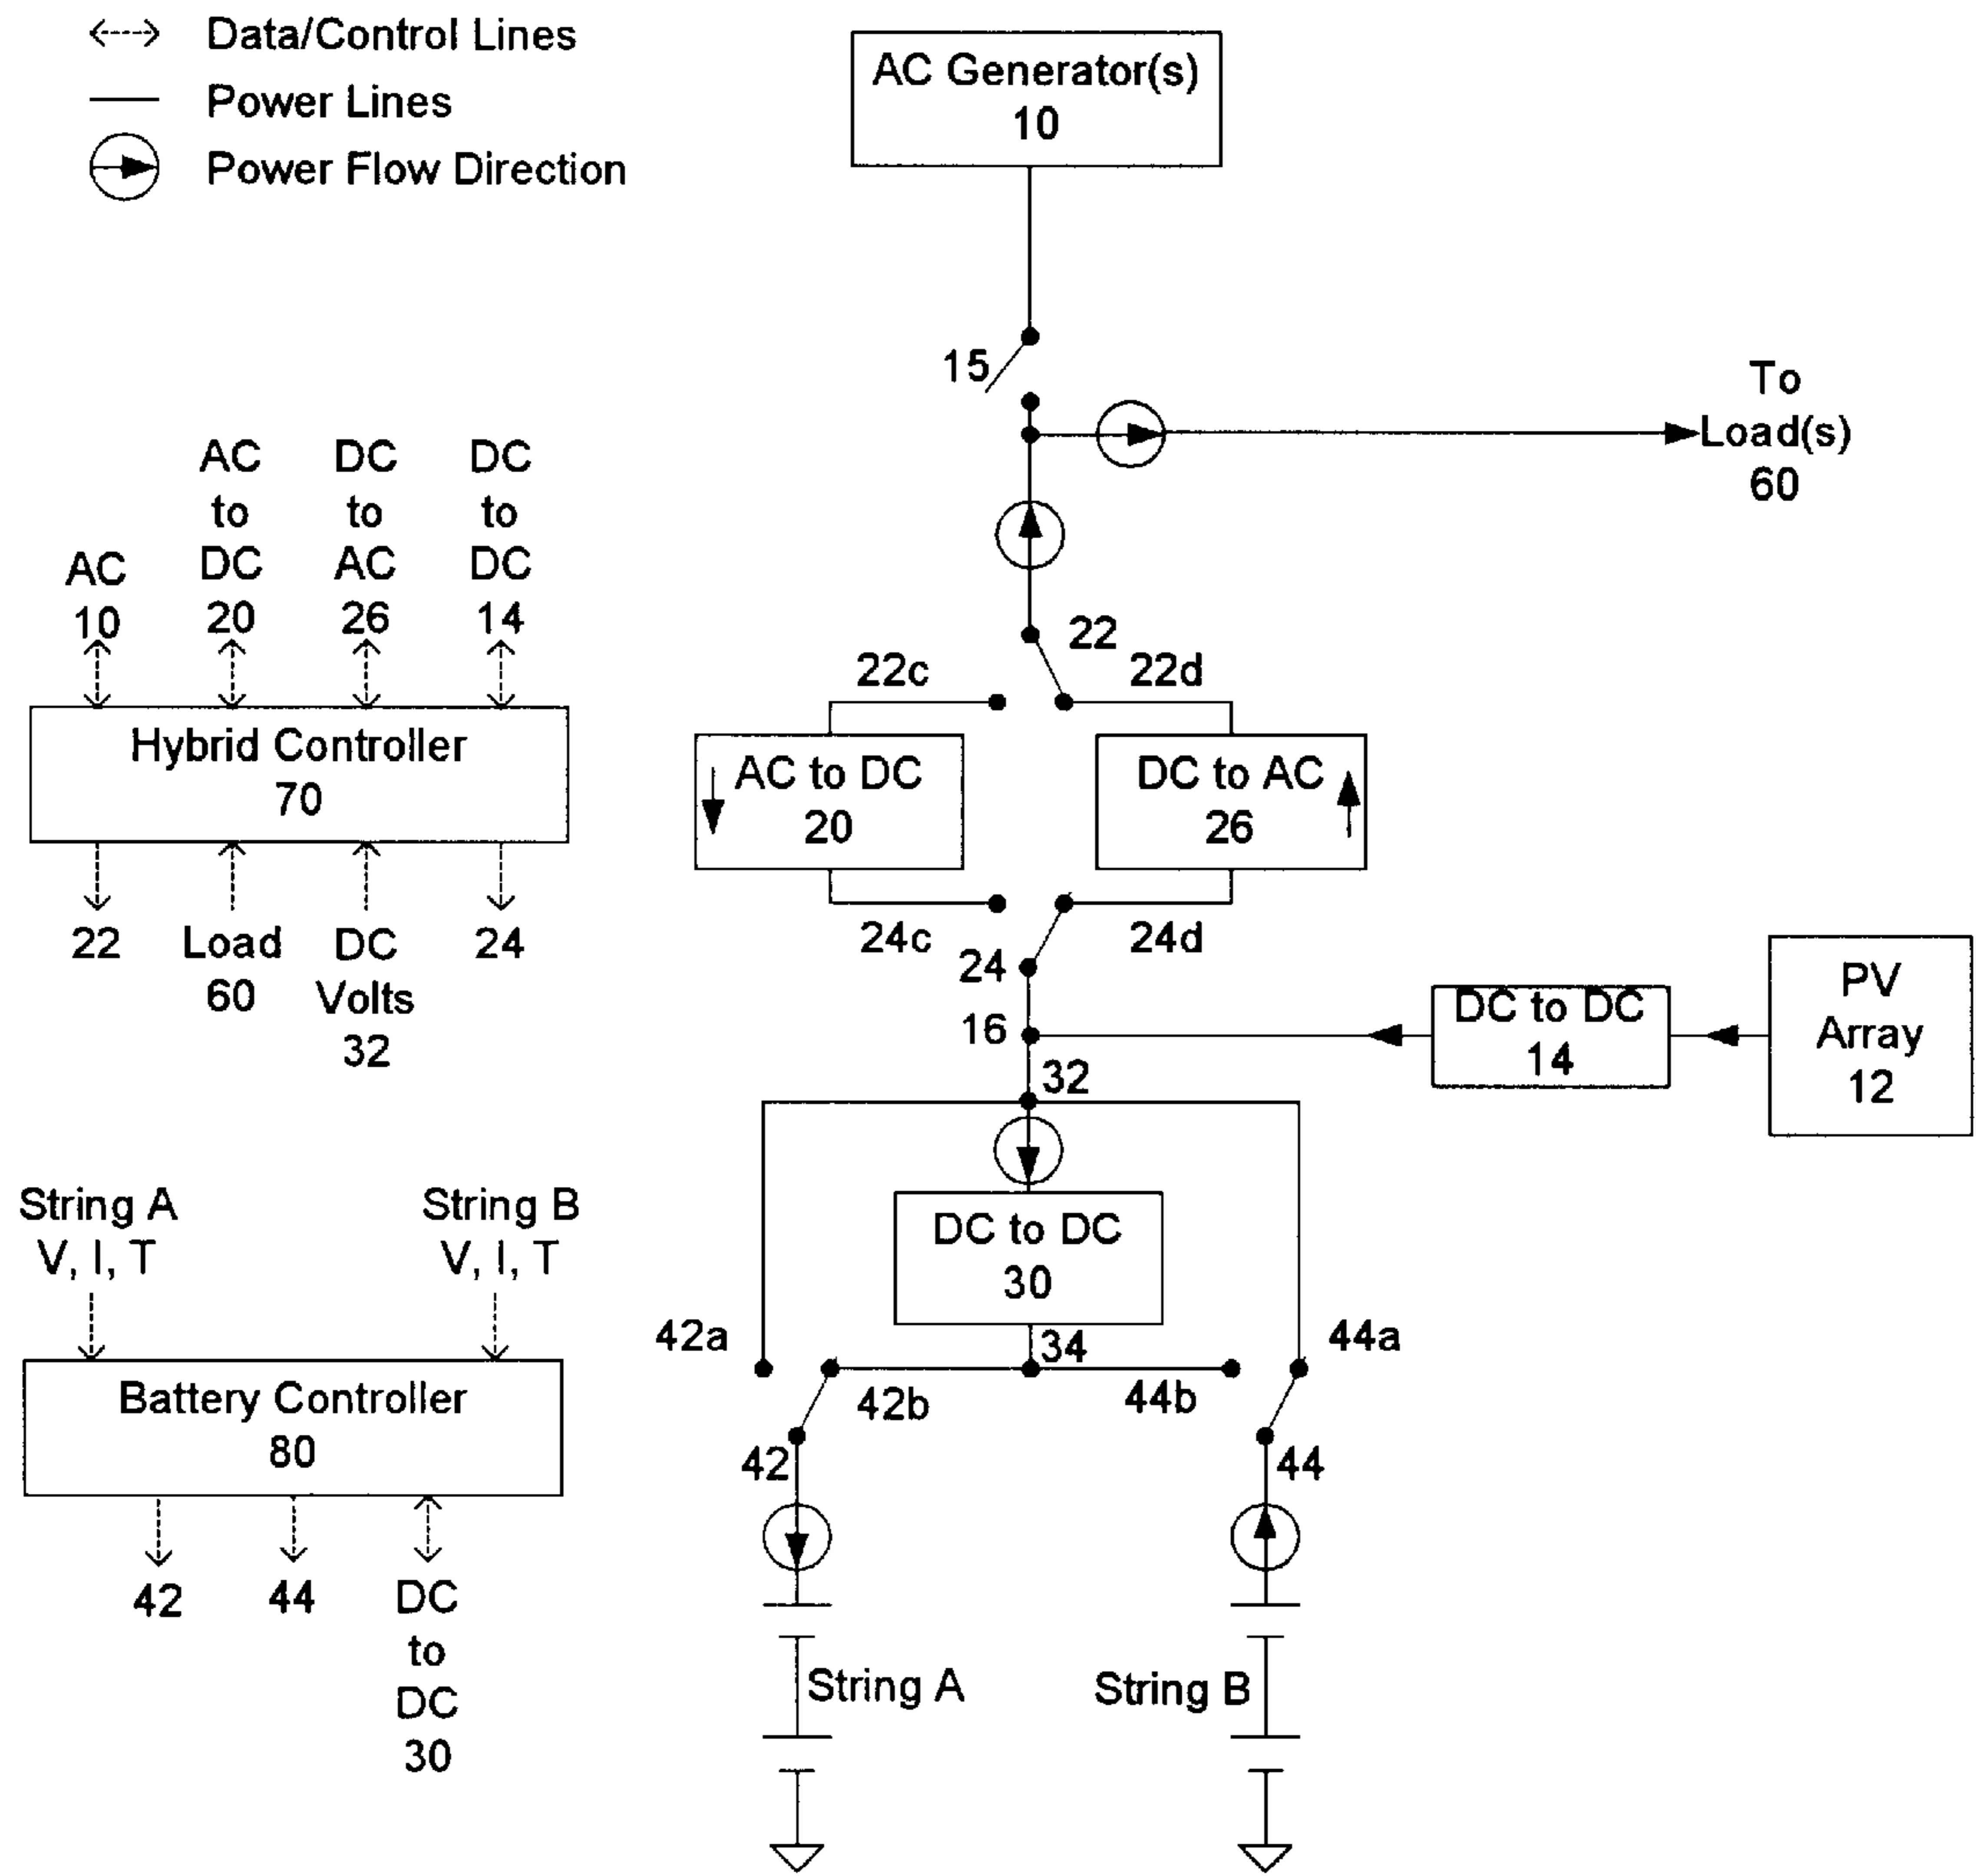 Data/Control Lines
Power Lines
Power Flow Direction
AC Generator(s)
10
15
To
Load(s)
60
AC
10
AC
to
DC
20
DC
to
AC
26
DC
to
DC
14
Hybrid Controller
70
22
Load
60
DC
Volts
32
24
22
22c
22d
AC to DC
20
DC to AC
26
24c
24d
24
16
32
DC to DC
14
PV
Array
12
DC to DC
30
34
42a
42b
44b
44a
42
44
String A
String B
String A
V, I, T
String B
V, I, T
Battery Controller
80
42
44
DC
to
DC
30